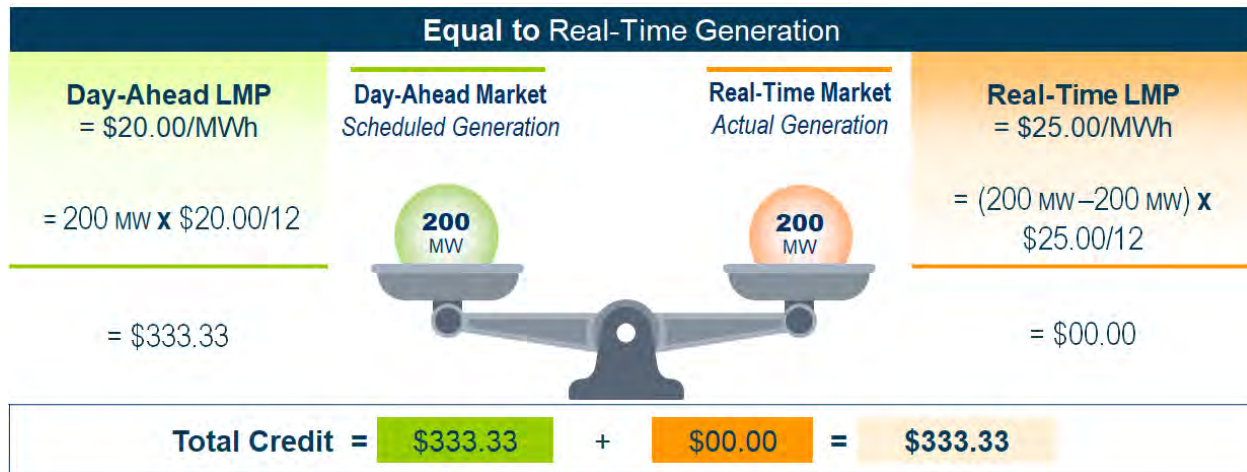 Equal to Real-Time Generation
Day-Ahead LMP
= $20.00/MWh
= 200 MW x $20.00/12
= $333.33
Day-Ahead Market
Scheduled Generation
200
MW
Real-Time Market
Actual Generation
200
MW
Real-Time LMP
= $25.00/MWh
= (200 MW –200 MW) x
$25.00/12
= $00.00
Total Credit = $333.33 + $00.00 = $333.33